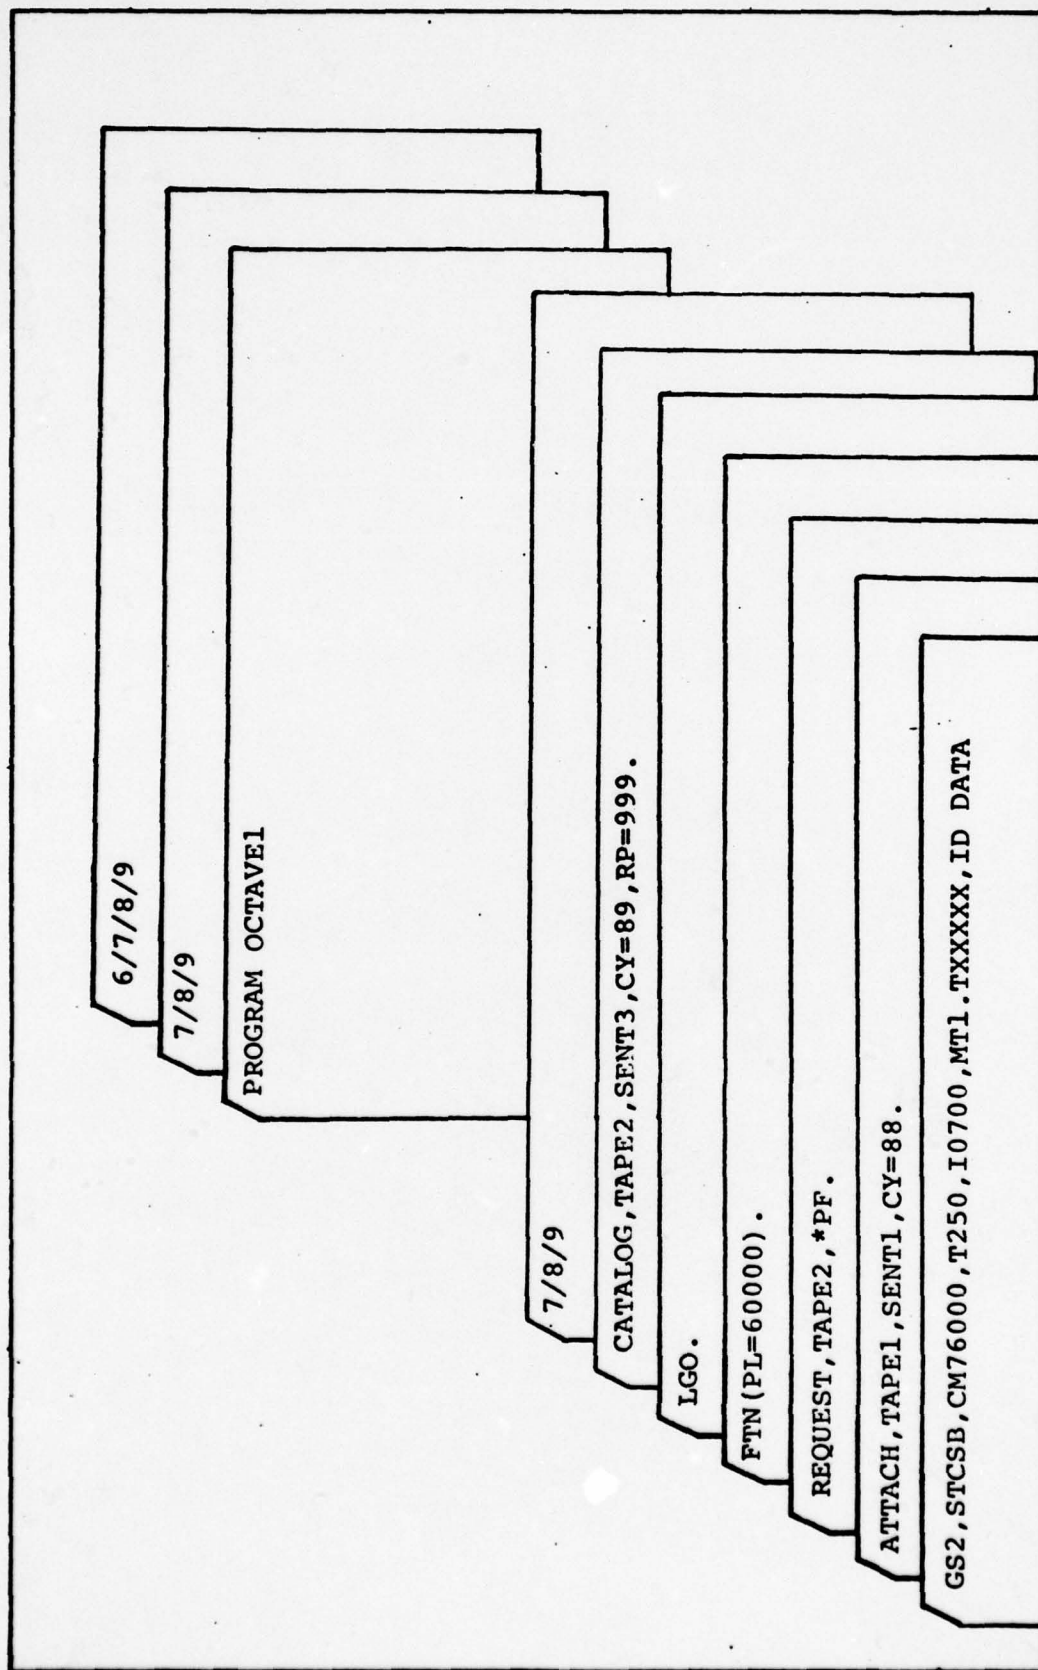 6/7/8/9
7/8/9
PROGRAM OCTAVE1
7/8/9
CATALOG,TAPE2,SENT3,CY=89,RP=999.
LGO.
FTN(PL=60000).
REQUEST,TAPE2,*PF.
ATTACH,TAPE1,SENT1,CY=88.
GS2,STCSB,CM76000,T250,IO700,MT1.TXXXXX,ID DATA